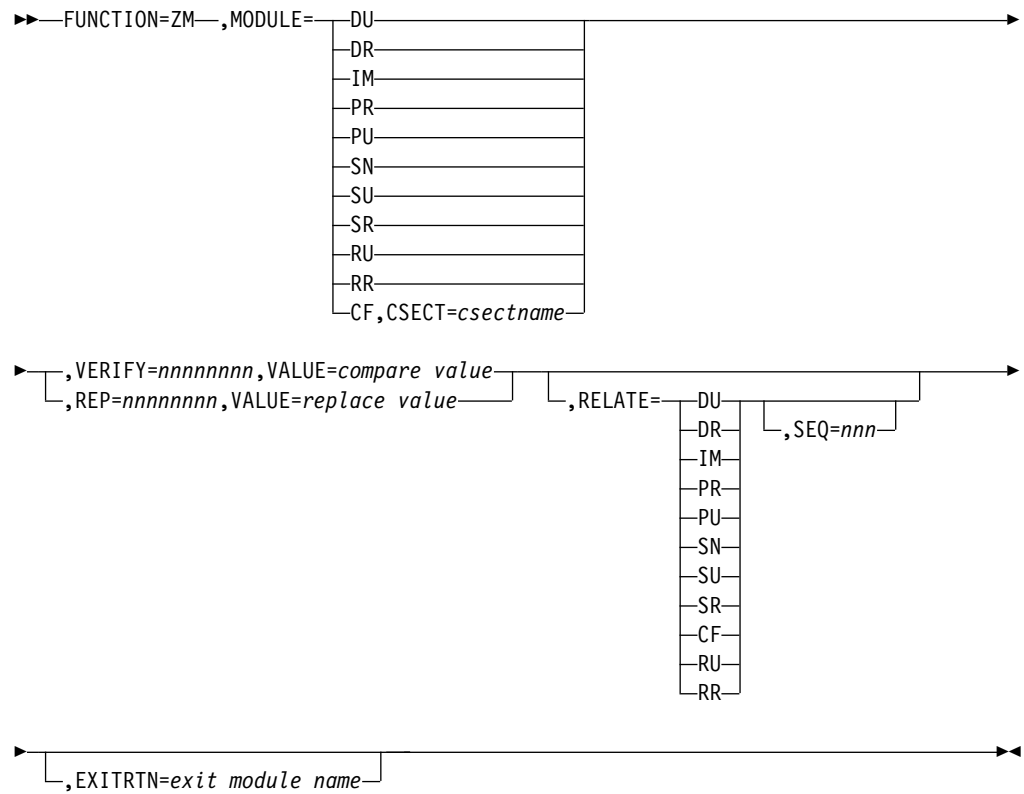 FUNCTION=ZM ,MODULE= DU
DR
IM
PR
PU
SN
SU
SR
RU
RR
CF,CSECT=csectname
,VERIFY=nnnnnnnn,VALUE=compare value
,REP=nnnnnnnn,VALUE=replace value
,RELATE= DU
DR
IM
PR
PU
SN
SU
SR
CF
RU
RR
,SEQ=nnn
,EXITRTN=exit module name